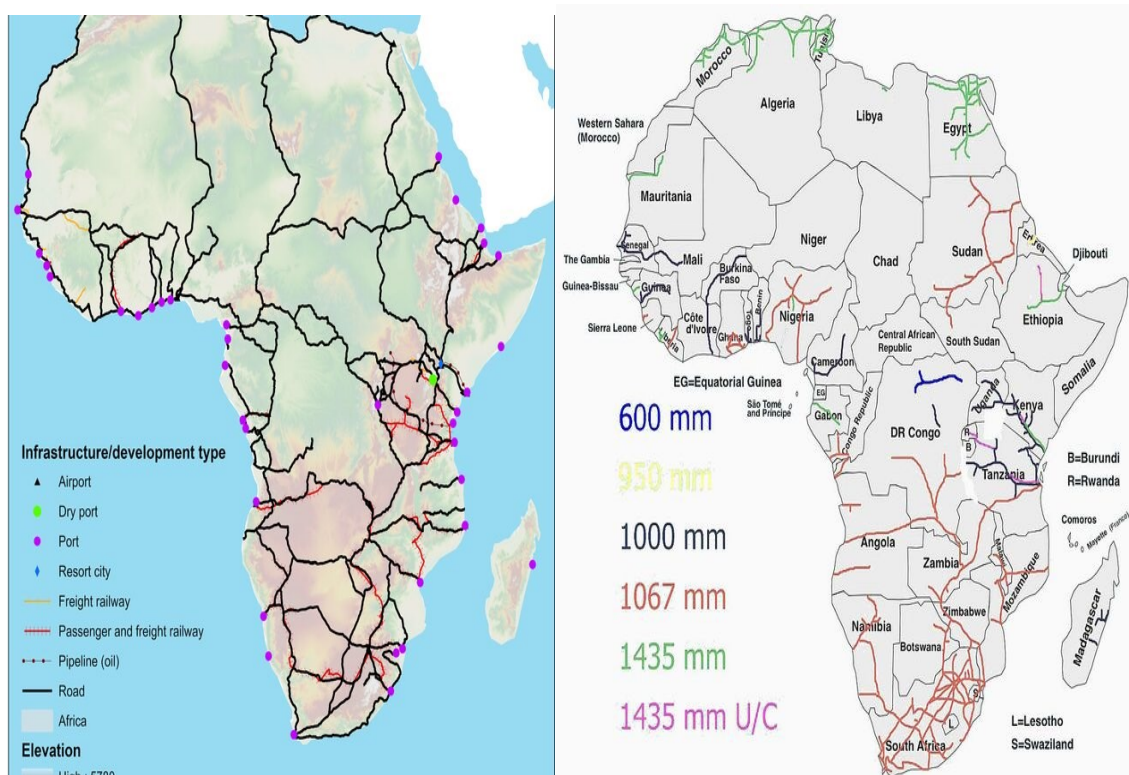 Infrastructure/development type
Airport
Dry port
Port
Resort city
Freight railway
Passenger and freight railway
Pipeline (oil)
Road
Africa
Elevation
Morocco
Tunisi
Algeria
Libya
Egypt
Western Sahara
(Morocco)
Mauritania
Mali
Niger
Chad
Sudan
Eritrea
Djibouti
Senegal
The Gambia
Guinea-Bissau
Guinea
Sierra Leone
Liberia
Côte
d'Ivoire
Burkina
Faso
Ghana
Togo
Benin
Nigeria
Cameroon
Central African
Republic
South Sudan
Ethiopia
Somalia
EG=Equatorial Guinea
EG
São Tomé
and Príncipe
Gabon
Congo Republic
DR Congo
Uganda
Kenya
R
B
Tanzania
B=Burundi
R=Rwanda
Comoros
Mayotte (France)
600 mm
950 mm
1000 mm
1067 mm
1435 mm
1435 mm U/C
Angola
Zambia
Malawi
Mozambique
Zimbabwe
Namibia
Botswana
Madagascar
S
L
South Africa
L=Lesotho
S=Swaziland